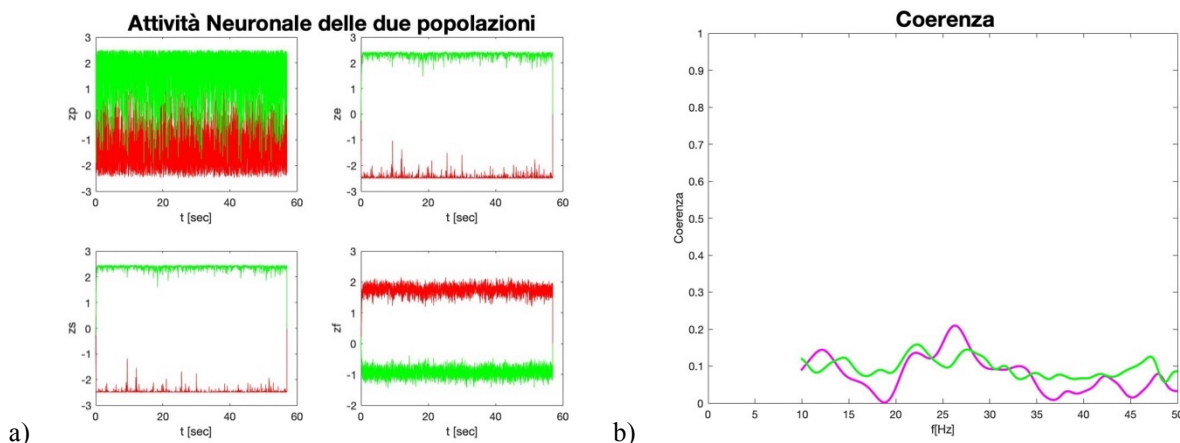 Attività Neuronale delle due popolazioni
zp
3
2
1
0
-1
-2
-3
0 20 40 60
t [sec]
ze
3
2
1
0
-1
-2
-3
0 20 40 60
t [sec]
zs
3
2
1
0
-1
-2
-3
0 20 40 60
t [sec]
zf
3
2
1
0
-1
-2
0 20 40 60
t [sec]
a)
Coerenza
Coerenza
1
0.9
0.8
0.7
0.6
0.5
0.4
0.3
0.2
0.1
0
0 5 10 15 20 25 30 35 40 45 50
f[Hz]
b)